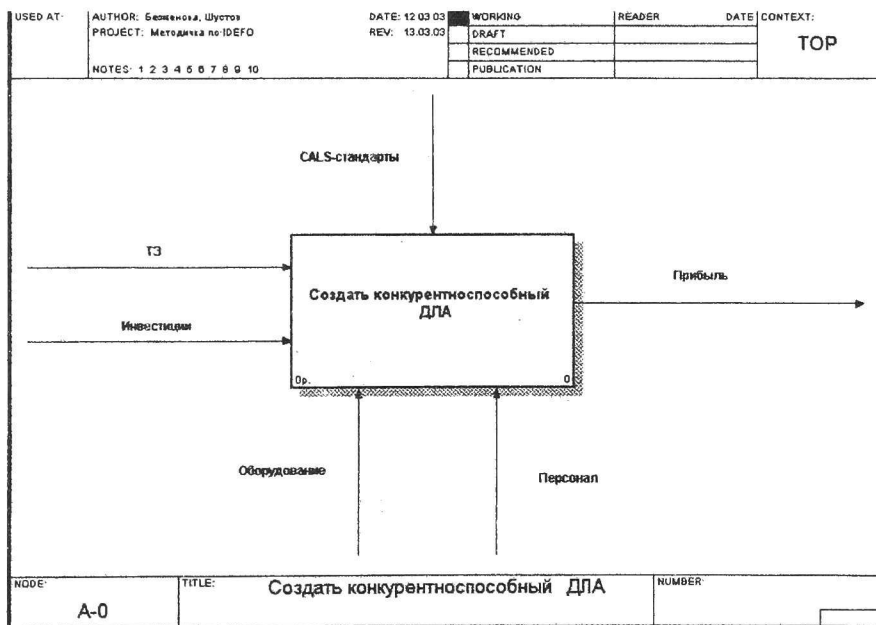 USED AT:
AUTHOR: Беженова, Шустов
DATE: 12.03.03
WORKING
READER
DATE
CONTEXT:
PROJECT: Методичка по IDEFO
REV: 13.03.03
DRAFT
TOP
RECOMMENDED
NOTES: 1 2 3 4 5 6 7 8 9 10
PUBLICATION
CALS-стандарты
ТЗ
Прибыль
Создать конкурентноспособный
ДЛА
Инвестиции
0р.
0
Оборудование
Персонал
NODE:
TITLE:
Создать конкурентноспособный ДЛА
NUMBER:
A-0